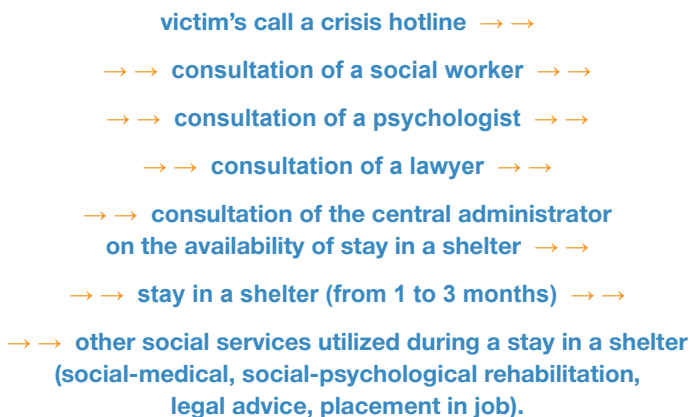 victim's call a crisis hotline → →
→ → consultation of a social worker → →
→ → consultation of a psychologist → →
→ → consultation of a lawyer → →
→ → consultation of the central administrator
on the availability of stay in a shelter → →
→ → stay in a shelter (from 1 to 3 months) → →
→ → other social services utilized during a stay in a shelter
(social-medical, social-psychological rehabilitation,
legal advice, placement in job).